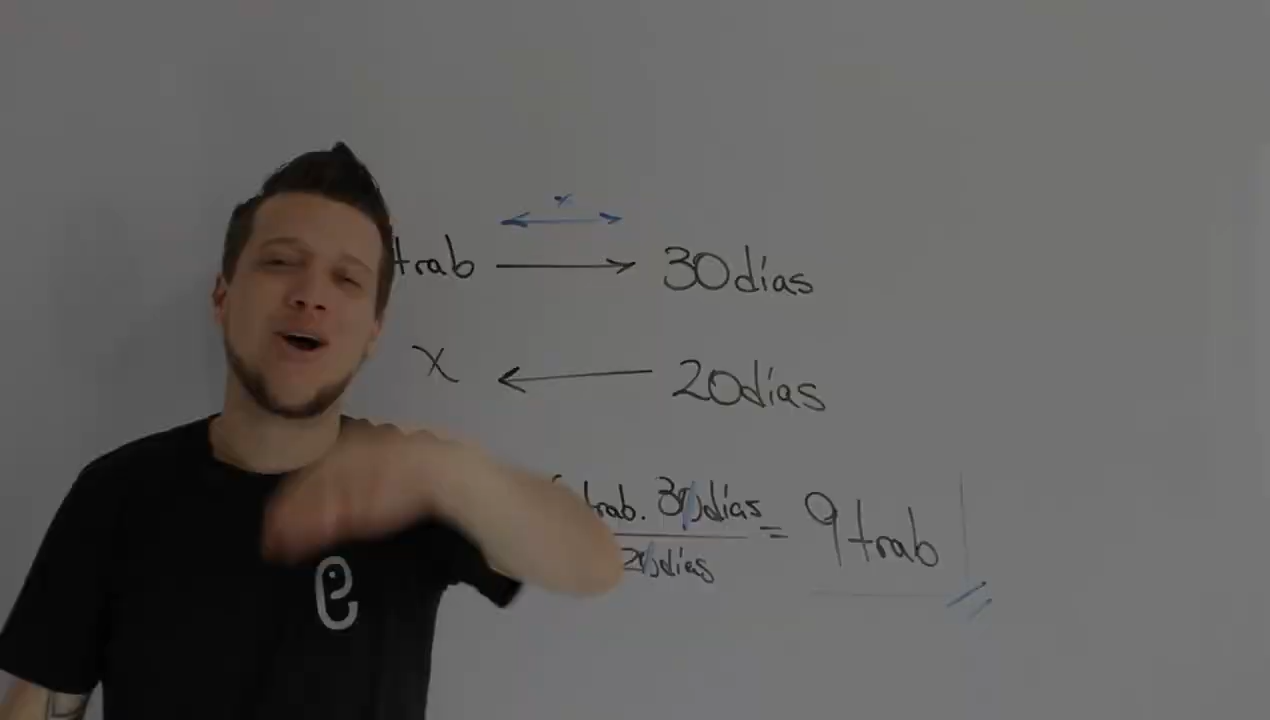 x
trab → 30 días
x ← 20 días
trab. 30 días = 9 trab
20 días